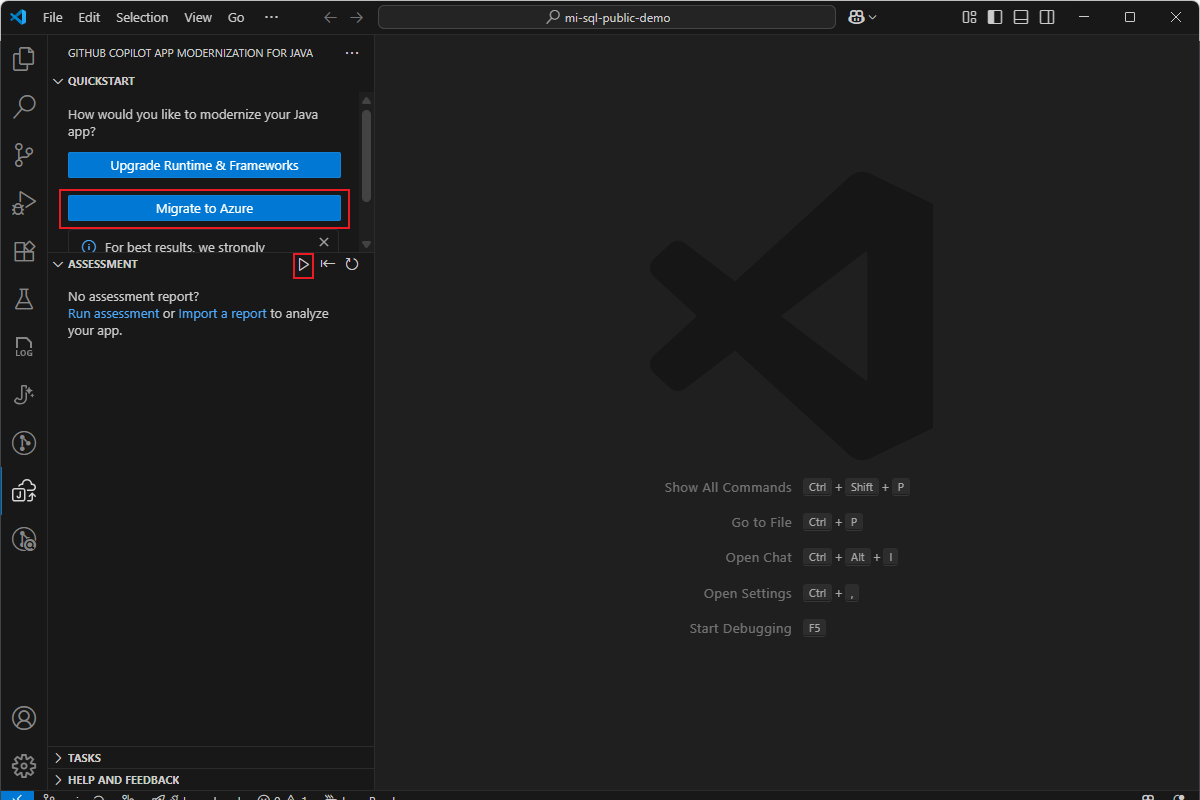 File Edit Selection View Go ···
mi-sql-public-demo
GITHUB COPILOT APP MODERNIZATION FOR JAVA
QUICKSTART
How would you like to modernize your Java
app?
Upgrade Runtime & Frameworks
Migrate to Azure
For best results, we strongly
ASSESSMENT
No assessment report?
Run assessment or Import a report to analyze
your app.
LOG
Show All Commands Ctrl + Shift + P
Go to File Ctrl + P
Open Chat Ctrl + Alt + I
Open Settings Ctrl + ,
Start Debugging F5
TASKS
HELP AND FEEDBACK